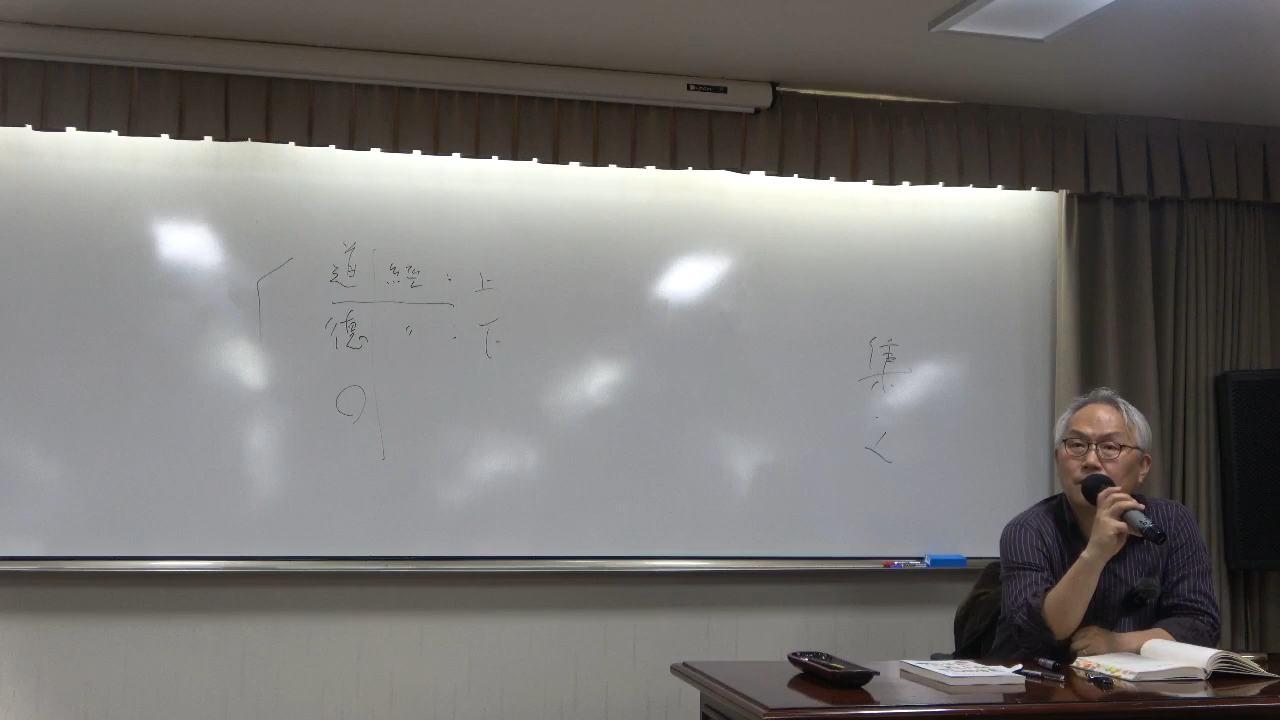 道 經 : 上
德 〃 : 下
集